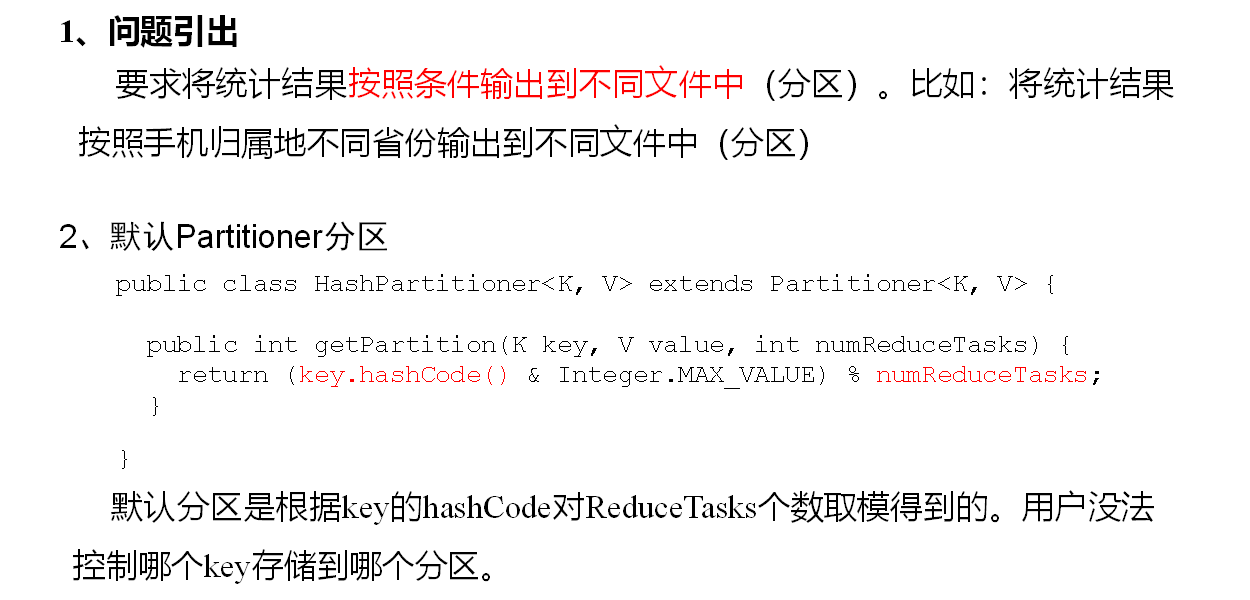 1、问题引出
要求将统计结果按照条件输出到不同文件中（分区）。比如：将统计结果
按照手机归属地不同省份输出到不同文件中（分区）
2、默认Partitioner分区
public class HashPartitioner<K, V> extends Partitioner<K, V> {
public int getPartition(K key, V value, int numReduceTasks) {
return (key.hashCode() & Integer.MAX_VALUE) % numReduceTasks;
}
}
默认分区是根据key的hashCode对ReduceTasks个数取模得到的。用户没法
控制哪个key存储到哪个分区。